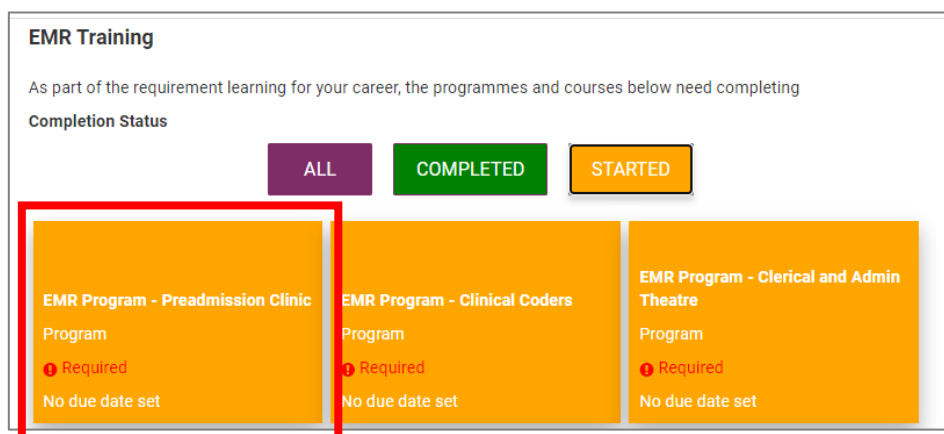 EMR Training
As part of the requirement learning for your career, the programmes and courses below need completing
Completion Status
ALL
COMPLETED
STARTED
EMR Program - Preadmission Clinic
Program
Required
No due date set
EMR Program - Clinical Coders
Program
Required
No due date set
EMR Program - Clerical and Admin
Theatre
Program
Required
No due date set